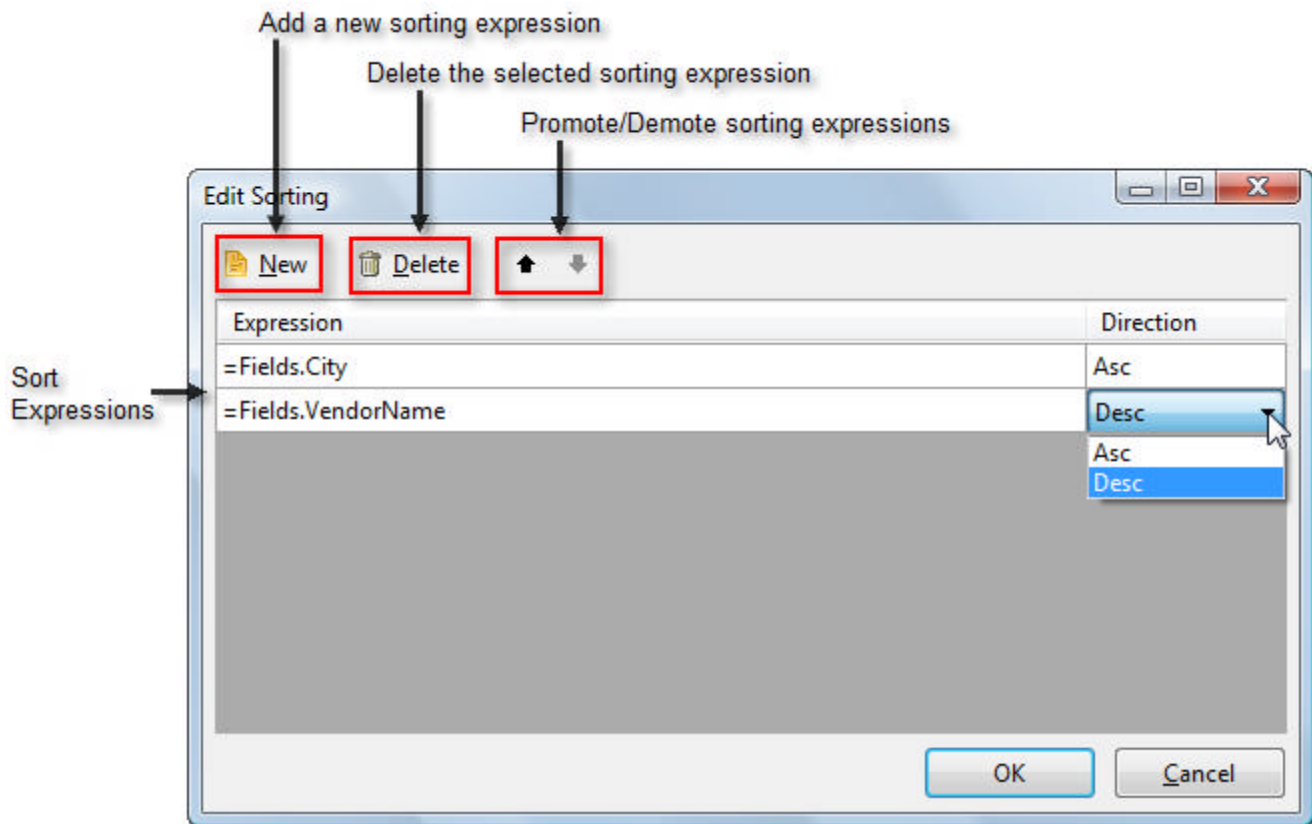 Add a new sorting expression
Delete the selected sorting expression
Promote/Demote sorting expressions
Edit Sorting
New Delete
Expression Direction
=Fields.City Asc
Sort
Expressions
=Fields.VendorName Desc
Asc
Desc
OK Cancel